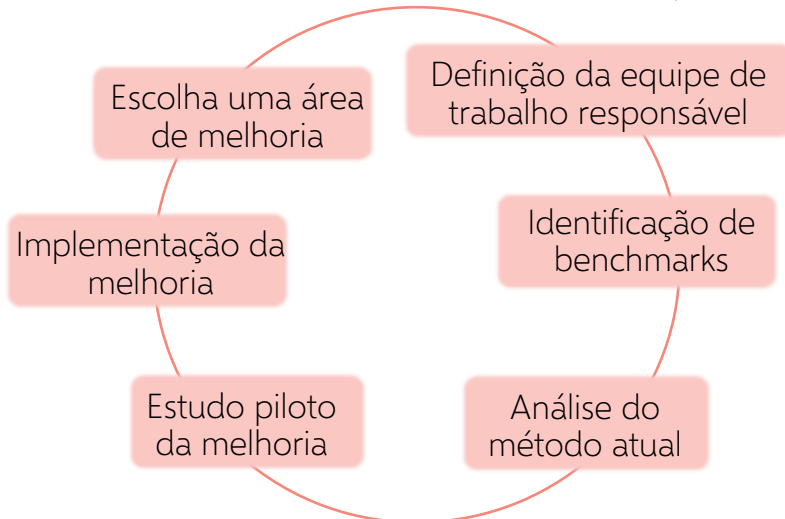 Escolha uma área
de melhoria
Definição da equipe de
trabalho responsável
Identificação de
benchmarks
Análise do
método atual
Estudo piloto
da melhoria
Implementação da
melhoria